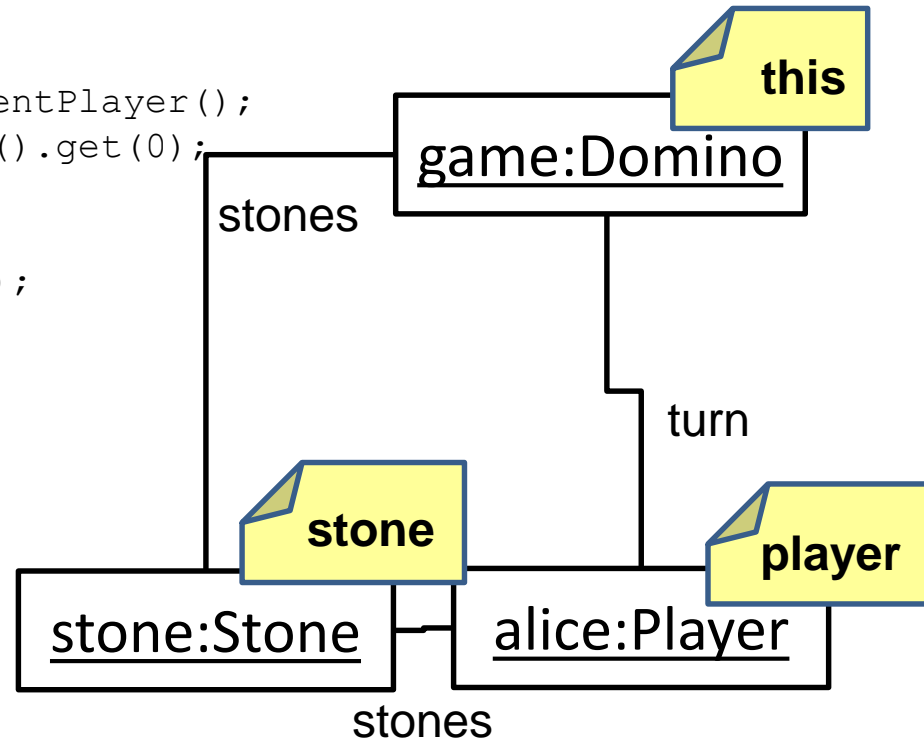 this
entPlayer();
().get(0);
game:Domino
stones
);
turn
stone
player
stone:Stone
alice:Player
stones